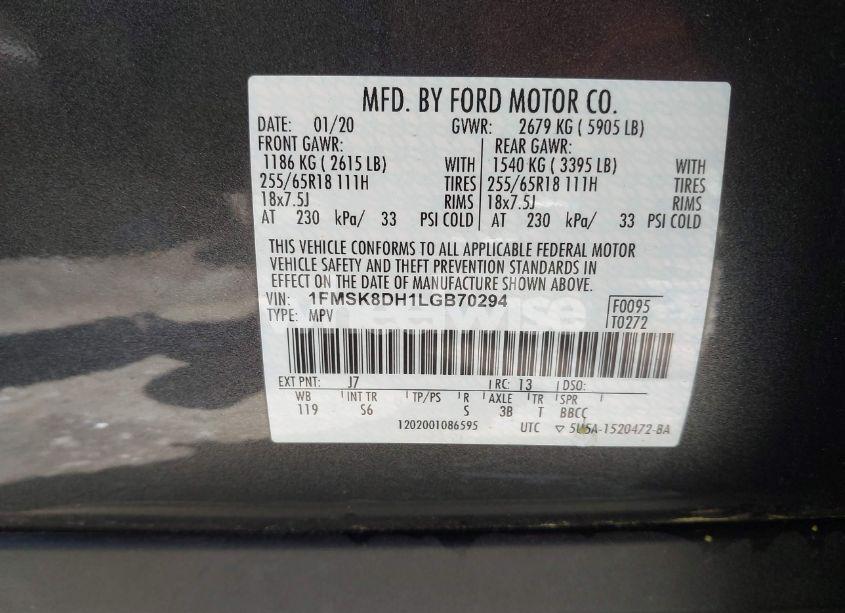 MFD. BY FORD MOTOR CO.
DATE: 01/20 GVWR: 2679 KG ( 5905 LB)
FRONT GAWR: REAR GAWR:
1186 KG ( 2615 LB) WITH 1540 KG ( 3395 LB) WITH
255/65R18 111H TIRES 255/65R18 111H TIRES
18x7.5J RIMS 18x7.5J RIMS
AT 230 kPa/ 33 PSI COLD AT 230 kPa/ 33 PSI COLD
THIS VEHICLE CONFORMS TO ALL APPLICABLE FEDERAL MOTOR
VEHICLE SAFETY AND THEFT PREVENTION STANDARDS IN
EFFECT ON THE DATE OF MANUFACTURE SHOWN ABOVE.
VIN: 1FMSK8DH1LGB70294 F0095
TYPE: MPV T0272
EXT PNT: J7 RC: 13 DSO:
WB INT TR TP/PS R AXLE TR SPR
119 S6 S 3B T BBCC
1202001086595 UTC ▽ 5U5A-1520472-BA